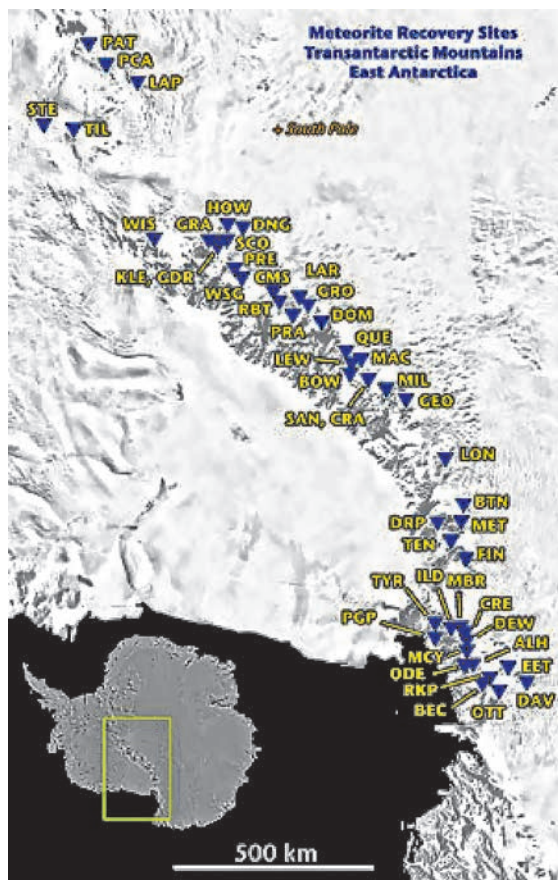 Meteorite Recovery Sites
Transantarctic Mountains
East Antarctica
PAT
PCA
LAP
STE
TIL
+ South Pole
HOW
WIS
GRA
DNG
SCO
KLE, GDR
PRE
CMS
LAR
WSG
GRO
RBT
DOM
PRA
QUE
LEW
MAC
BOW
MIL
SAN, CRA
GEO
LON
BTN
DRP
MET
TEN
FIN
ILD
TYR
MBR
CRE
PGP
DEW
ALH
MCY
EET
ODE
RKP
DAV
BEC
OTT
500 km